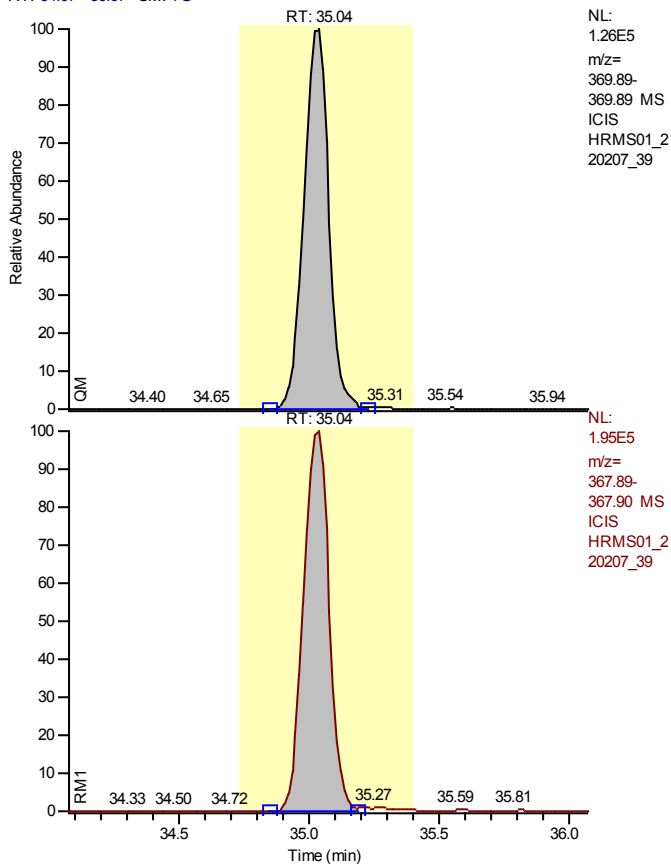 RT: 35.04
100
90
80
70
60
50
40
30
20
10
0
Relative Abundance
QM
34.40 34.65 35.31 35.54 35.94
NL:
1.26E5
m/z=
369.89-
369.89 MS
ICIS
HRMS01_2
20207_39
RT: 35.04
100
90
80
70
60
50
40
30
20
10
0
RM1
34.33 34.50 34.72 35.27 35.59 35.81
NL:
1.95E5
m/z=
367.89-
367.90 MS
ICIS
HRMS01_2
20207_39
34.5 35.0 35.5 36.0
Time (min)